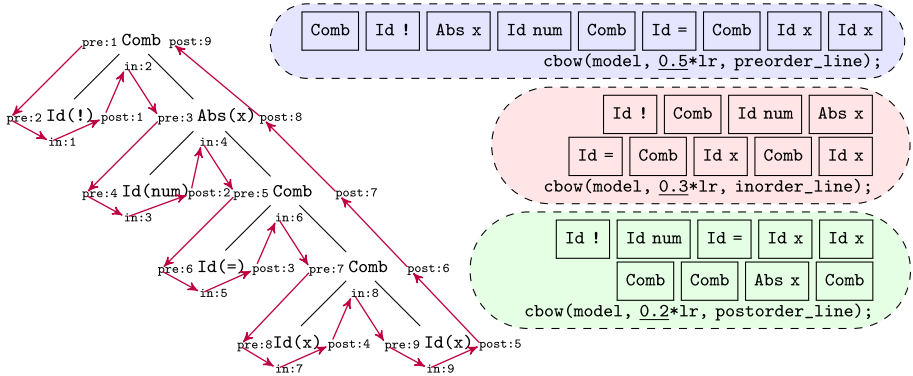 pre:1 Comb post:9
in:2
pre:2 Id(!) post:1 pre:3 Abs(x) post:8
in:1 in:4
pre:4 Id(num) post:2 pre:5 Comb post:7
in:3 in:6
pre:6 Id(=) post:3 pre:7 Comb post:6
in:5 in:8
pre:8 Id(x) post:4 pre:9 Id(x) post:5
in:7 in:9
Comb Id ! Abs x Id num Comb Id = Comb Id x Id x
cbow(model, 0.5*lr, preorder_line);
Id ! Comb Id num Abs x
Id = Comb Id x Comb Id x
cbow(model, 0.3*lr, inorder_line);
Id ! Id num Id = Id x Id x
Comb Comb Abs x Comb
cbow(model, 0.2*lr, postorder_line);